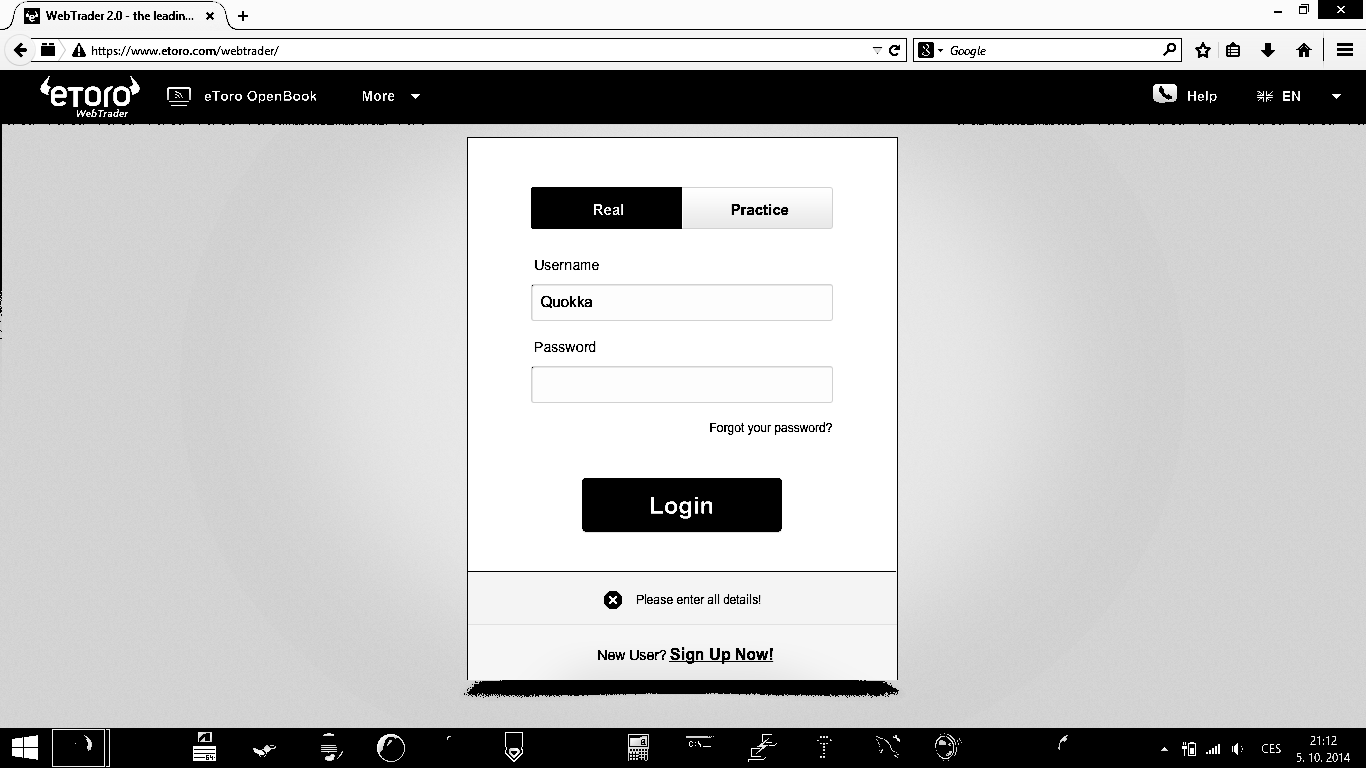 WebTrader 2.0 - the leadin...
https://www.etoro.com/webtrader/
Google
eToro
WebTrader
eToro OpenBook
More
Help
EN
Real
Practice
Username
Quokka
Password
Forgot your password?
Login
Please enter all details!
New User? Sign Up Now!
64
C:\_
CES
21:12
5. 10. 2014